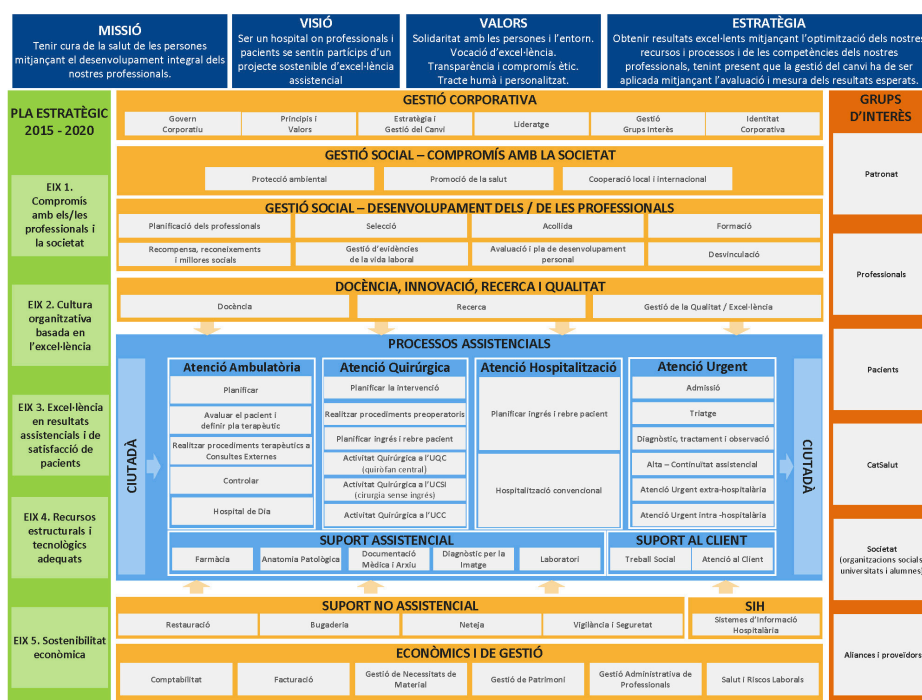 MISSIÓ
Tenir cura de la salut de les persones
mitjançant el desenvolupament integral dels
nostres professionals.
VISIÓ
Ser un hospital on professionals i
pacients se sentin partícips d'un
projecte sostenible d'excel·lència
assistencial
VALORS
Solidaritat amb les persones i l'entorn.
Vocació d'excel·lència.
Transparència i compromís ètic.
Tracte humà i personalitzat.
ESTRATÈGIA
Obtenir resultats excel·lents mitjançant l'optimització dels nostres
recursos i processos i de les competències dels nostres
professionals, tenint present que la gestió del canvi ha de ser
aplicada mitjançant l'avaluació i mesura dels resultats esperats.
PLA ESTRATÈGIC
2015 - 2020
EIX 1.
Compromís
amb els/les
professionals i
la societat
EIX 2. Cultura
organitzativa
basada en
l'excel·lència
EIX 3. Excel·lència
en resultats
assistencials i de
satisfacció de
pacients
EIX 4. Recursos
estructurals i
tecnològics
adequats
EIX 5. Sostenibilitat
econòmica
GESTIÓ CORPORATIVA
Govern
Corporatiu
Principis i
Valors
Estratègia i
Gestió del Canvi
Lideratge
Gestió
Grups Interès
Identitat
Corporativa
GESTIÓ SOCIAL – COMPROMÍS AMB LA SOCIETAT
Protecció ambiental
Promoció de la salut
Cooperació local i internacional
GESTIÓ SOCIAL – DESENVOLUPAMENT DELS / DE LES PROFESSIONALS
Planificació dels professionals
Selecció
Acollida
Formació
Recompensa, reconeixements
i millores socials
Gestió d'evidències
de la vida laboral
Avaluació i pla de desenvolupament
personal
Desvinculació
DOCÈNCIA, INNOVACIÓ, RECERCA I QUALITAT
Docència
Recerca
Gestió de la Qualitat / Excel·lència
PROCESSOS ASSISTENCIALS
CIUTADÀ
Atenció Ambulatòria
Planificar
Avaluar el pacient i
definir pla terapèutic
Realitzar procediments terapèutics a
Consultes Externes
Controlar
Hospital de Dia
Atenció Quirúrgica
Planificar la intervenció
Realitzar procediments preoperatoris
Planificar ingrés i rebre pacient
Activitat Quirúrgica a l'UQC
(quiròfan central)
Activitat Quirúrgica a l'UCSI
(cirurgia sense ingrés)
Activitat Quirúrgica a l'UCC
Atenció Hospitalització
Planificar ingrés i rebre pacient
Hospitalització convencional
Atenció Urgent
Admissió
Triatge
Diagnòstic, tractament i observació
Alta – Continuïtat assistencial
Atenció Urgent extra-hospitalària
Atenció Urgent intra -hospitalària
CIUTADÀ
SUPORT ASSISTENCIAL
Farmàcia
Anatomia Patològica
Documentació
Mèdica i Arxiu
Diagnòstic per la
Imatge
Laboratori
SUPORT AL CLIENT
Treball Social
Atenció al Client
SUPORT NO ASSISTENCIAL
Restauració
Bugaderia
Neteja
Vigilància i Seguretat
SIH
Sistemes d'Informació
Hospitalària
ECONÒMICS I DE GESTIÓ
Comptabilitat
Facturació
Gestió de Necessitats de
Material
Gestió de Patrimoni
Gestió Administrativa de
Professionals
Salut i Riscos Laborals
GRUPS
D'INTERÈS
Patronat
Professionals
Pacients
CatSalut
Societat
(organitzacions socials,
universitats i alumnes)
Aliances i proveïdors